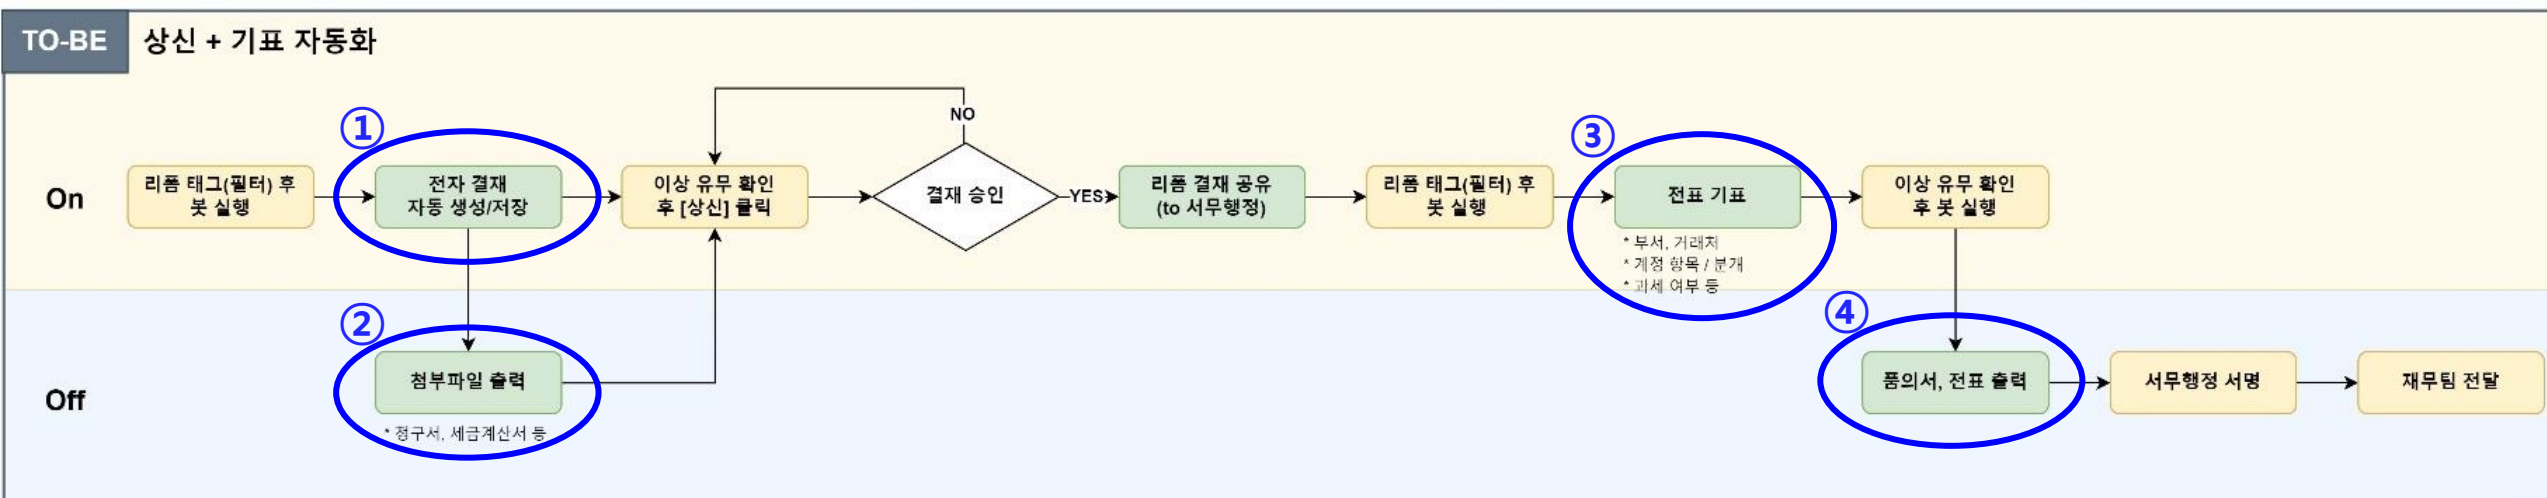 TO-BE
상신 + 기표 자동화
On
리폼 태그(필터) 후
봇 실행
①
전자 결재
자동 생성/저장
이상 유무 확인
후 [상신] 클릭
NO
결재 승인
YES
리폼 결재 공유
(to 서무행정)
리폼 태그(필터) 후
봇 실행
③
전표 기표
* 부서, 거래처
* 계정 항목 / 분개
* 과세 여부 등
이상 유무 확인
후 봇 실행
Off
②
첨부파일 출력
* 청구서, 세금계산서 등
④
품의서, 전표 출력
서무행정 서명
재무팀 전달